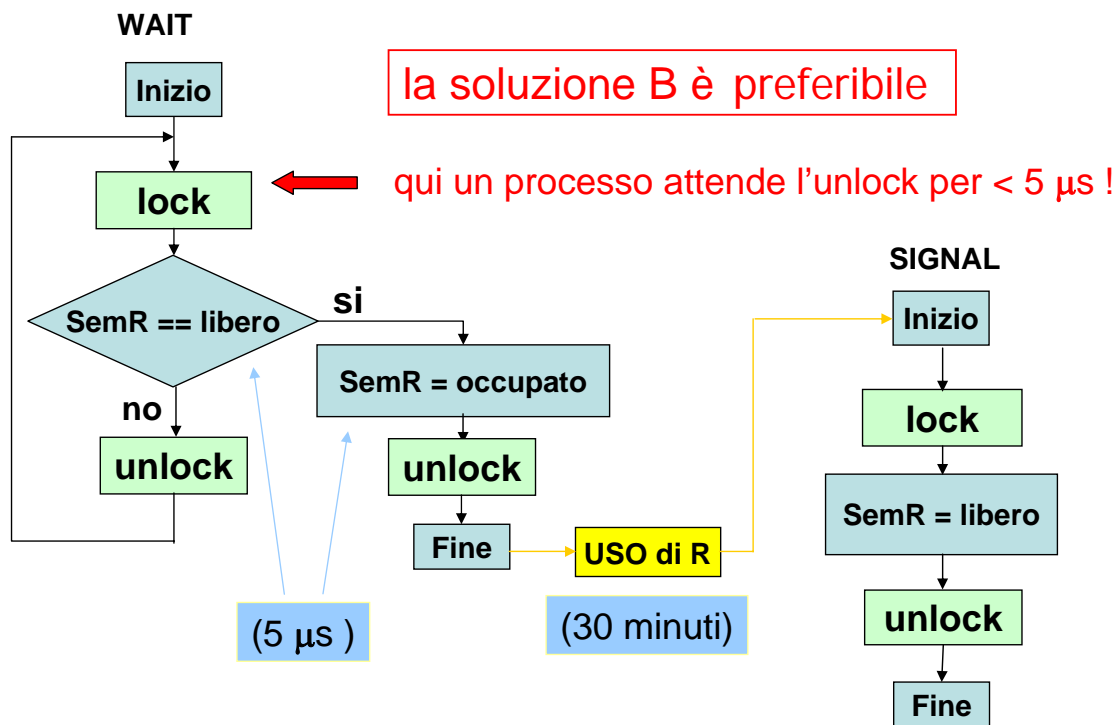 WAIT
la soluzione B è preferibile
Inizio
lock
qui un processo attende l'unlock per < 5 μs !
SIGNAL
SemR == libero
si
Inizio
SemR = occupato
no
lock
unlock
unlock
SemR = libero
Fine
USO di R
(5 μs )
(30 minuti)
unlock
Fine